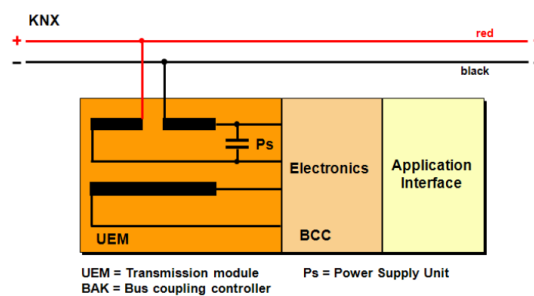 KNX
+ red
– black
Ps
Electronics
Application
Interface
UEM
BCC
UEM = Transmission module
Ps = Power Supply Unit
BAK = Bus coupling controller